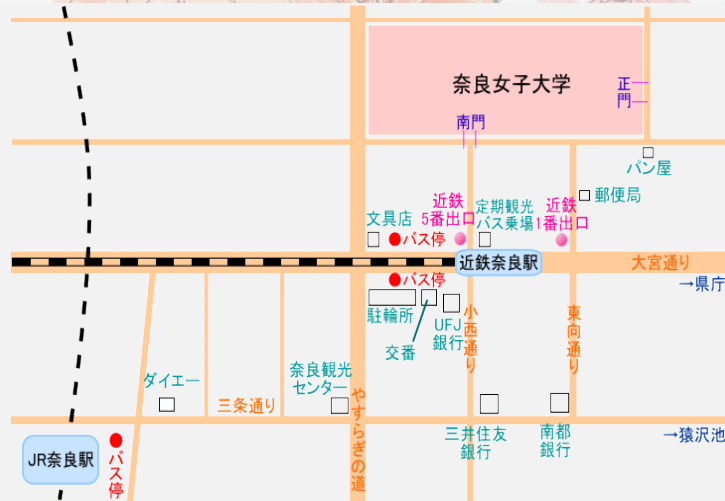 奈良女子大学
正門
南門
パン屋
郵便局
近鉄
5番出口
定期観光
バス乗場
近鉄
1番出口
文具店
バス停
近鉄奈良駅
大宮通り
→県庁
バス停
駐輪所
交番
UFJ
銀行
小西通り
東向通り
奈良観光
センター
ダイエー
三条通り
やすらぎの道
三井住友
銀行
南都
銀行
→猿沢池
JR奈良駅
バス停